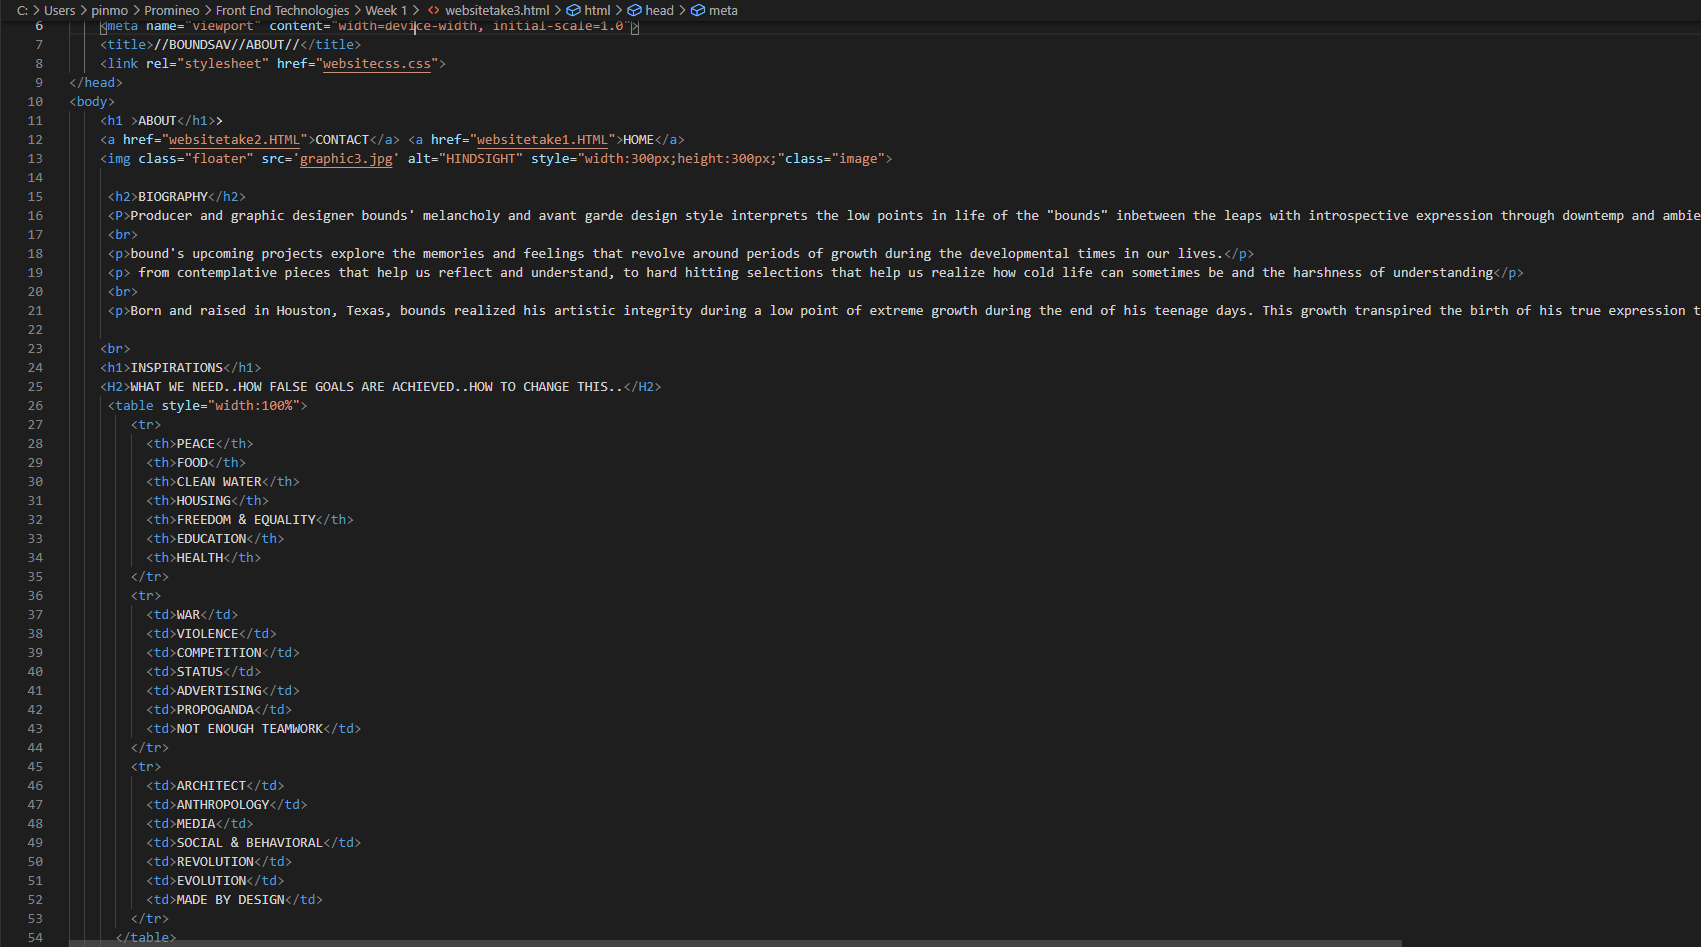 C: > Users > pinmo > Promineo > Front End Technologies > Week 1 > <> websitetake3.html > html > head > meta
6 <meta name="viewport" content="width=device-width, initial-scale=1.0">
7 <title>//BOUNDSAV//ABOUT//</title>
8 <link rel="stylesheet" href="websitecss.css">
9 </head>
10 <body>
11 <h1 >ABOUT</h1>>
12 <a href="websitetake2.HTML">CONTACT</a> <a href="websitetake1.HTML">HOME</a>
13 <img class="floater" src='graphic3.jpg' alt="HINDSIGHT" style="width:300px;height:300px;"class="image">
14
15 <h2>BIOGRAPHY</h2>
16 <P>Producer and graphic designer bounds' melancholy and avant garde design style interprets the low points in life of the "bounds" inbetween the leaps with introspective expression through downtemp and ambie
17 <br>
18 <p>bound's upcoming projects explore the memories and feelings that revolve around periods of growth during the developmental times in our lives.</p>
19 <p> from contemplative pieces that help us reflect and understand, to hard hitting selections that help us realize how cold life can sometimes be and the harshness of understanding</p>
20 <br>
21 <p>Born and raised in Houston, Texas, bounds realized his artistic integrity during a low point of extreme growth during the end of his teenage days. This growth transpired the birth of his true expression t
22
23 <br>
24 <h1>INSPIRATIONS</h1>
25 <H2>WHAT WE NEED..HOW FALSE GOALS ARE ACHIEVED..HOW TO CHANGE THIS..</H2>
26 <table style="width:100%">
27 <tr>
28 <th>PEACE</th>
29 <th>FOOD</th>
30 <th>CLEAN WATER</th>
31 <th>HOUSING</th>
32 <th>FREEDOM & EQUALITY</th>
33 <th>EDUCATION</th>
34 <th>HEALTH</th>
35 </tr>
36 <tr>
37 <td>WAR</td>
38 <td>VIOLENCE</td>
39 <td>COMPETITION</td>
40 <td>STATUS</td>
41 <td>ADVERTISING</td>
42 <td>PROPOGANDA</td>
43 <td>NOT ENOUGH TEAMWORK</td>
44 </tr>
45 <tr>
46 <td>ARCHITECT</td>
47 <td>ANTHROPOLOGY</td>
48 <td>MEDIA</td>
49 <td>SOCIAL & BEHAVIORAL</td>
50 <td>REVOLUTION</td>
51 <td>EVOLUTION</td>
52 <td>MADE BY DESIGN</td>
53 </tr>
54 </table>